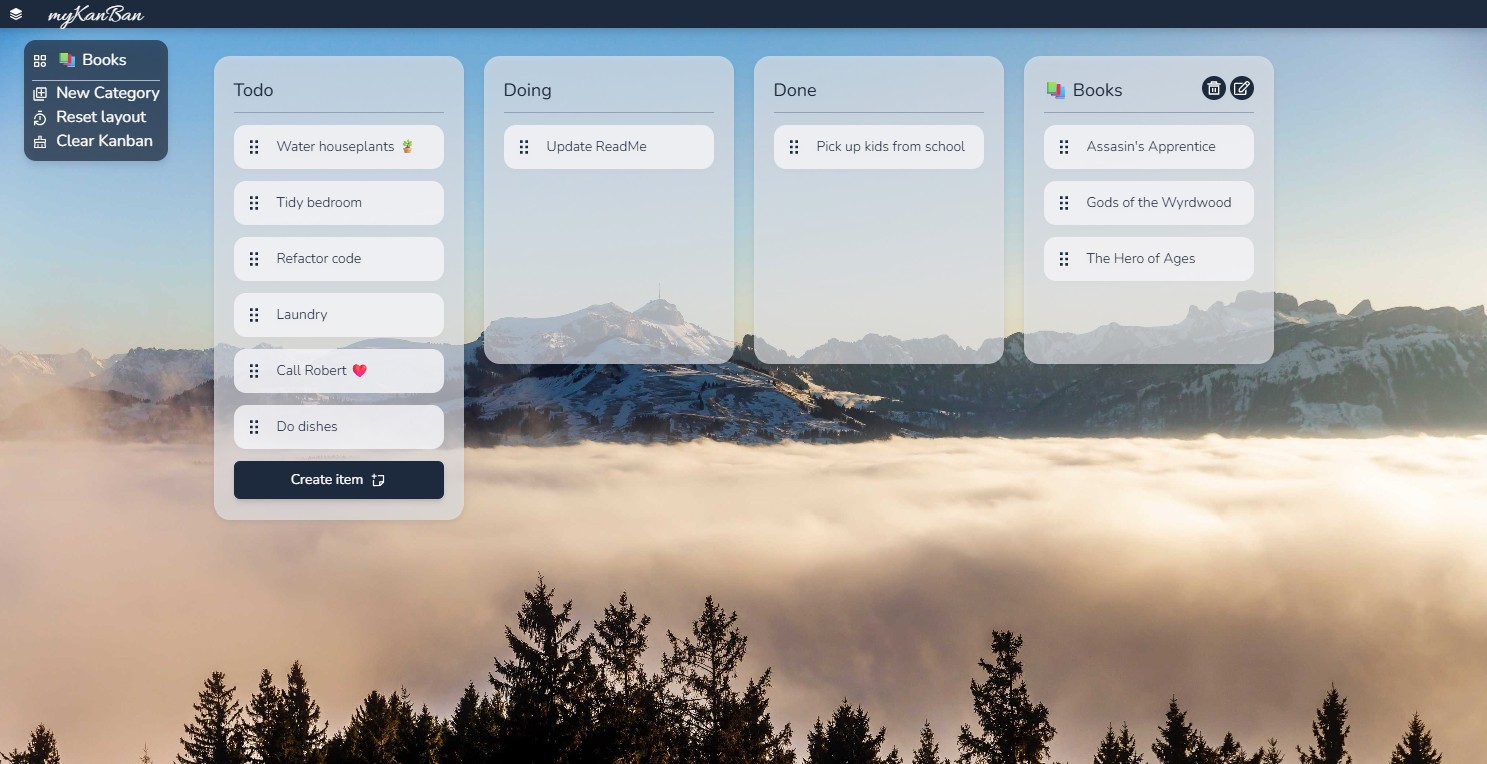 myKanBan
📚 Books
New Category
Reset layout
Clear Kanban
Todo
Water houseplants 🪴
Tidy bedroom
Refactor code
Laundry
Call Robert ❤️
Do dishes
Create item
Doing
Update ReadMe
Done
Pick up kids from school
📚 Books
Assasin's Apprentice
Gods of the Wyrdwood
The Hero of Ages